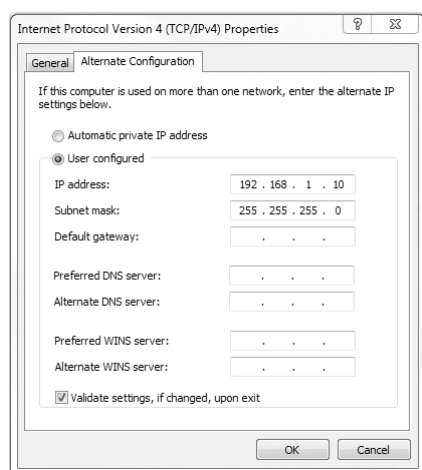 Internet Protocol Version 4 (TCP/IPv4) Properties
General Alternate Configuration
If this computer is used on more than one network, enter the alternate IP
settings below.
Automatic private IP address
User configured
IP address: 192 . 168 . 1 . 10
Subnet mask: 255 . 255 . 255 . 0
Default gateway: . . .
Preferred DNS server: . . .
Alternate DNS server: . . .
Preferred WINS server: . . .
Alternate WINS server: . . .
Validate settings, if changed, upon exit
OK Cancel